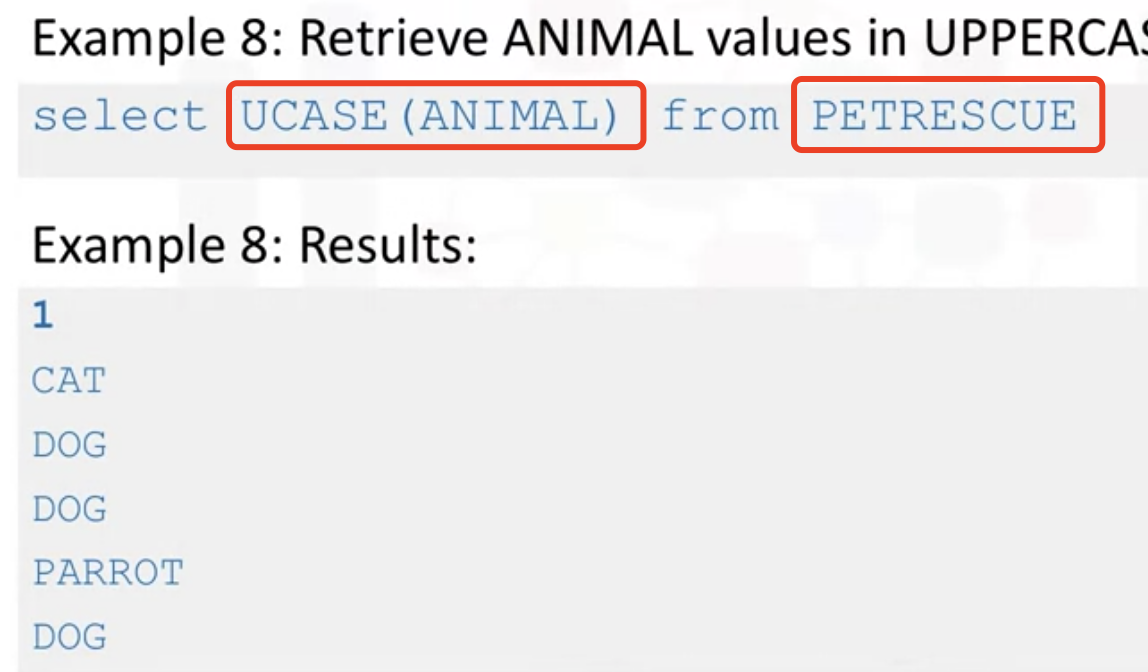 Example 8: Retrieve ANIMAL values in
select UCASE(ANIMAL) from PETRESCUE
Example 8: Results:
1
CAT
DOG
DOG
PARROT
DOG